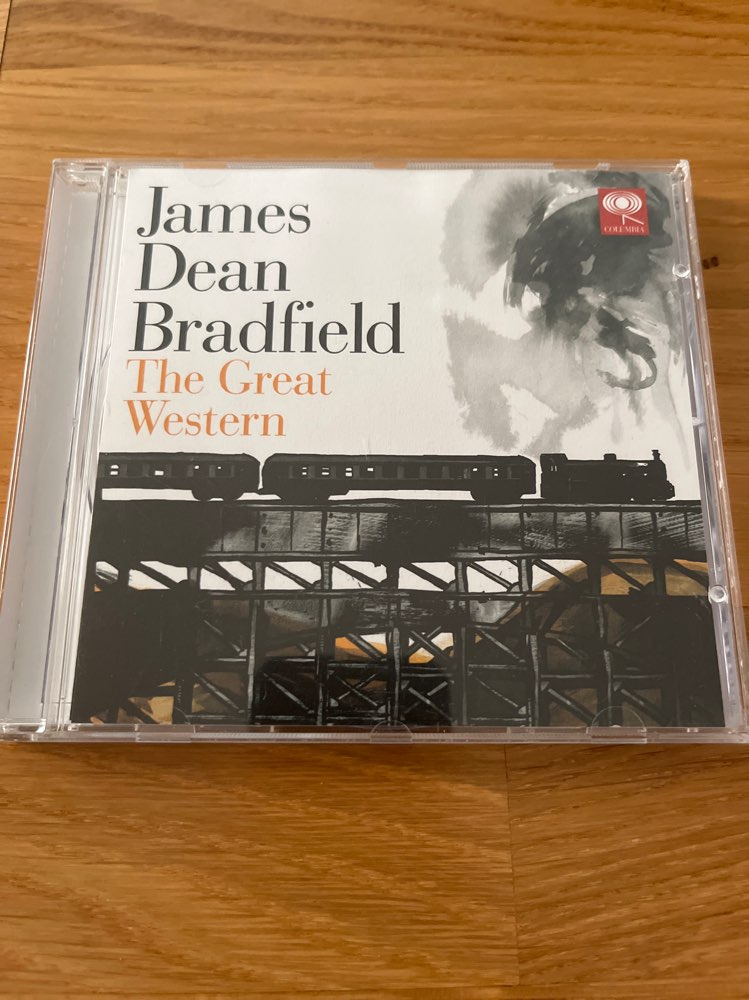 James
Dean
Bradfield
The Great
Western
COLUMBIA